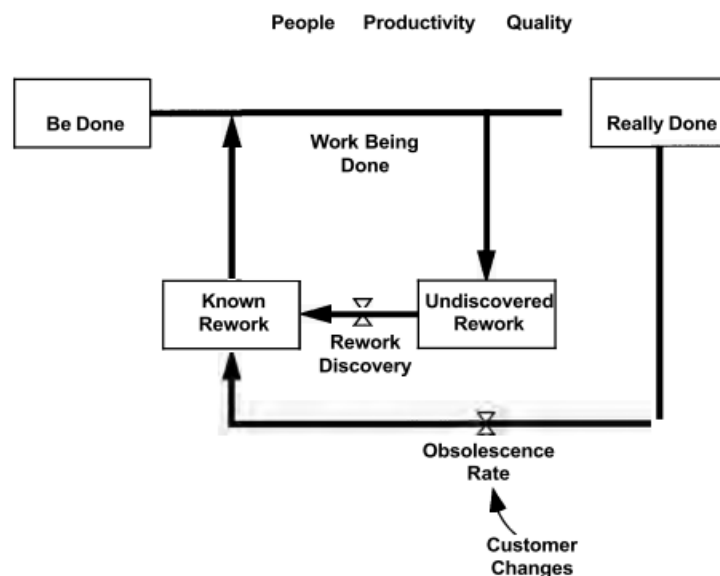 People Productivity Quality
Be Done
Really Done
Work Being
Done
Known
Rework
Undiscovered
Rework
Rework
Discovery
Obsolescence
Rate
Customer
Changes